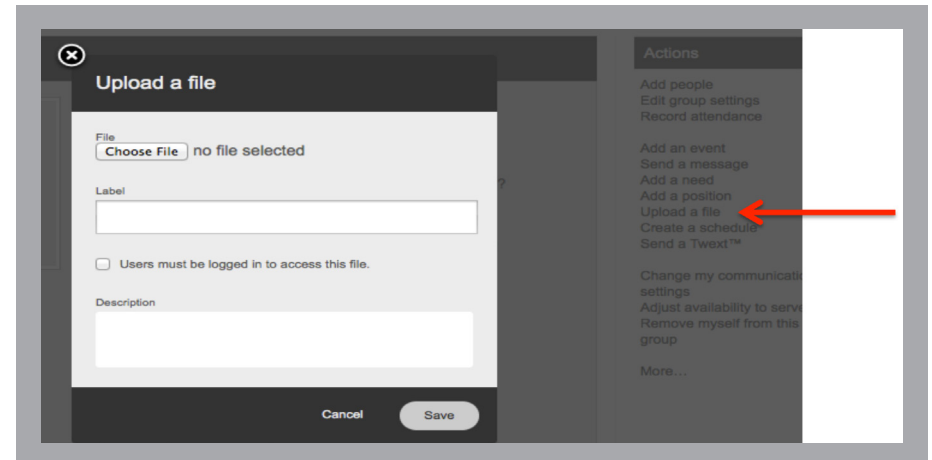 Upload a file
File
Choose File no file selected
Label
Users must be logged in to access this file.
Description
Cancel
Save
?
Actions
Add people
Edit group settings
Record attendance
Add an event
Send a message
Add a need
Add a position
Upload a file
Create a schedule
Send a Twext™
Change my communicatio
settings
Adjust availability to serve
Remove myself from this
group
More...